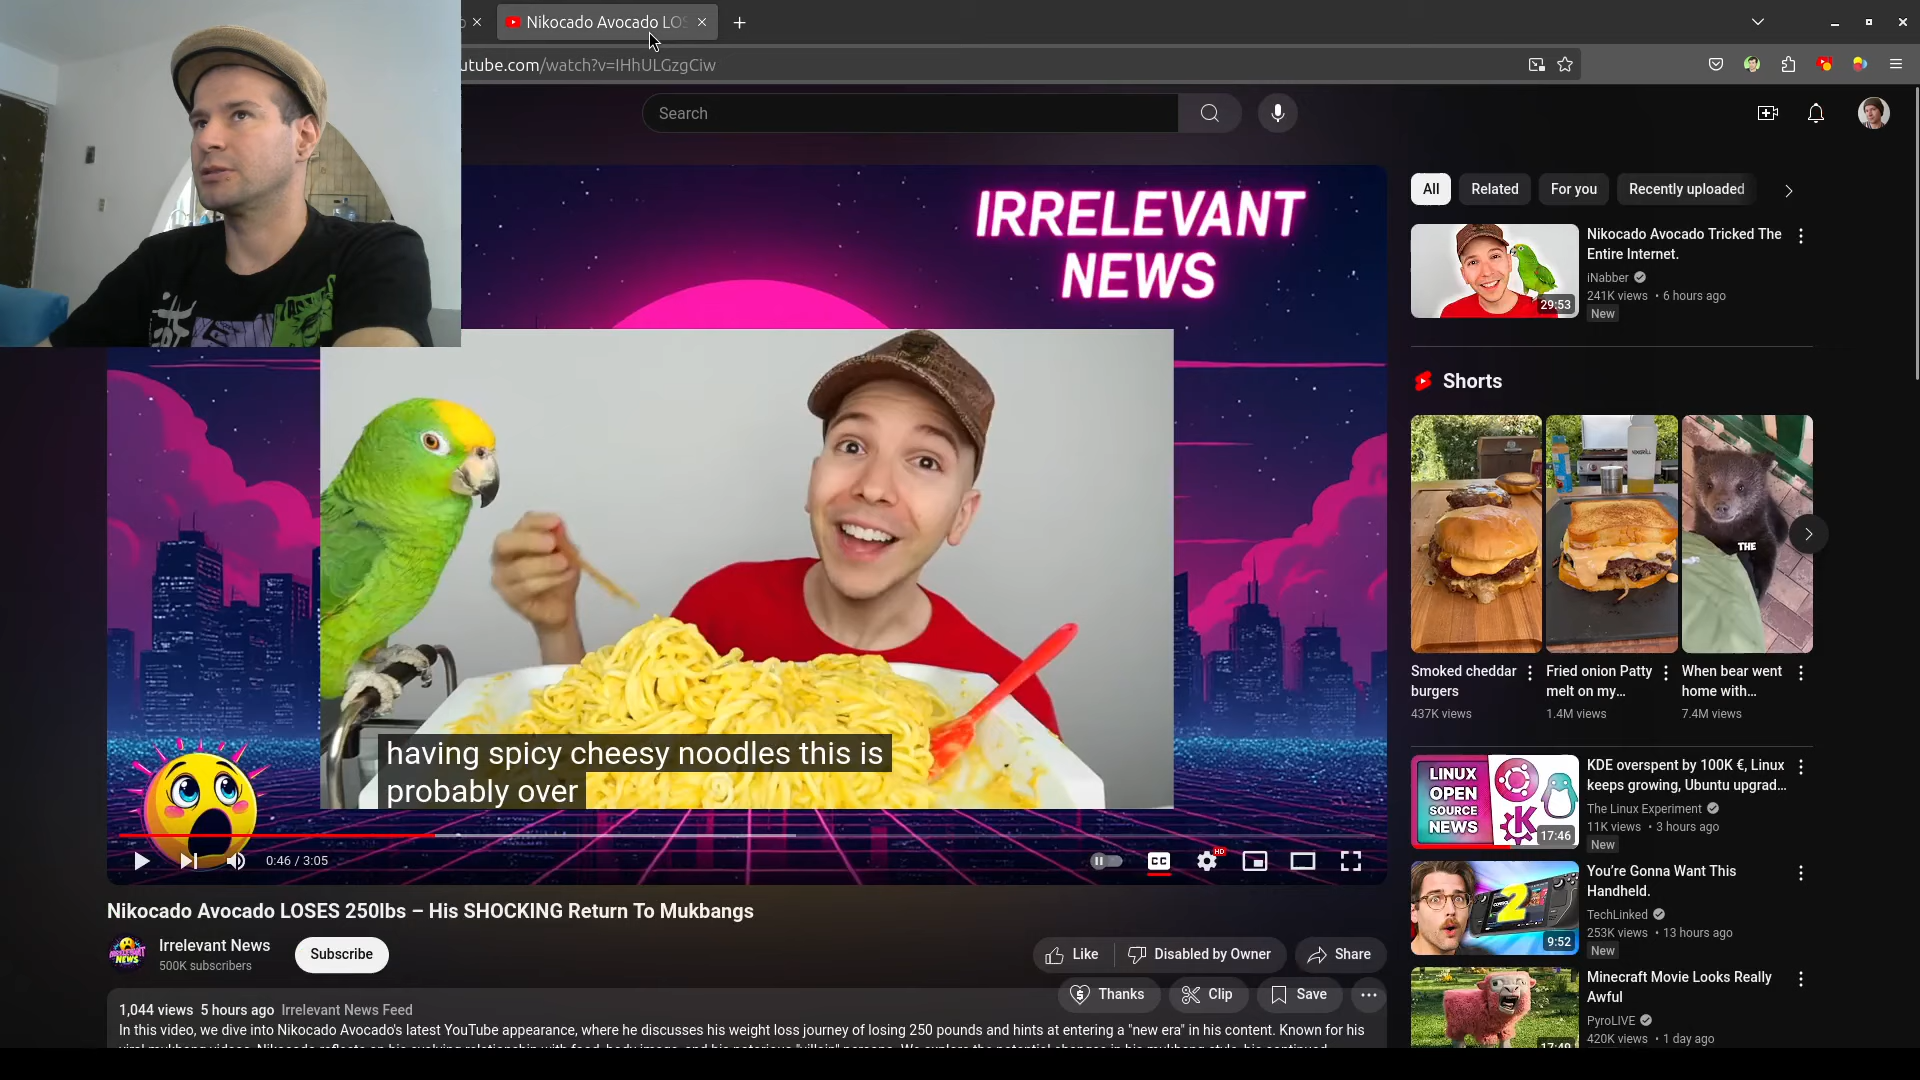 Nikocado Avocado LOS
utube.com/watch?v=IHhULGzgCiw
Search
IRRELEVANT
NEWS
having spicy cheesy noodles this is
probably over
0:46 / 3:05
CC
HD
Nikocado Avocado LOSES 250lbs – His SHOCKING Return To Mukbangs
Irrelevant News
500K subscribers
Subscribe
Like
Disabled by Owner
Share
Thanks
Clip
Save
1,044 views 5 hours ago Irrelevant News Feed
In this video, we dive into Nikocado Avocado's latest YouTube appearance, where he discusses his weight loss journey of losing 250 pounds and hints at entering a "new era" in his content. Known for his
All
Related
For you
Recently uploaded
Nikocado Avocado Tricked The
Entire Internet.
iNabber
241K views • 6 hours ago
New
29:53
Shorts
THE
Smoked cheddar
burgers
437K views
Fried onion Patty
melt on my...
1.4M views
When bear went
home with...
7.4M views
LINUX
OPEN
SOURCE
NEWS
17:46
KDE overspent by 100K €, Linux
keeps growing, Ubuntu upgrad...
The Linux Experiment
11K views • 3 hours ago
New
2
9:52
You're Gonna Want This
Handheld.
TechLinked
253K views • 13 hours ago
New
Minecraft Movie Looks Really
Awful
PyroLIVE
420K views • 1 day ago